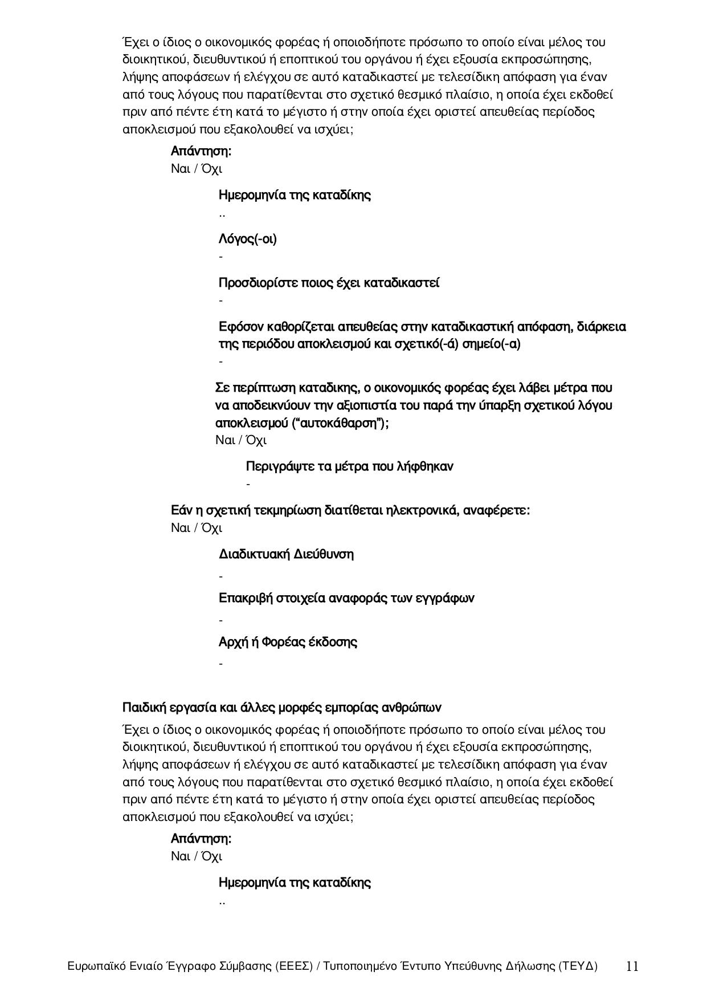 Έχει ο ίδιος ο οικονομικός φορέας ή οποιοδήποτε πρόσωπο το οποίο είναι μέλος του
διοικητικού, διευθυντικού ή εποπτικού του οργάνου ή έχει εξουσία εκπροσώπησης,
λήψης αποφάσεων ή ελέγχου σε αυτό καταδικαστεί με τελεσίδικη απόφαση για έναν
από τους λόγους που παρατίθενται στο σχετικό θεσμικό πλαίσιο, η οποία έχει εκδοθεί
πριν από πέντε έτη κατά το μέγιστο ή στην οποία έχει οριστεί απευθείας περίοδος
αποκλεισμού που εξακολουθεί να ισχύει;
Απάντηση:
Ναι / Όχι
Ημερομηνία της καταδίκης
..
Λόγος(-οι)
-
Προσδιορίστε ποιος έχει καταδικαστεί
-
Εφόσον καθορίζεται απευθείας στην καταδικαστική απόφαση, διάρκεια
της περιόδου αποκλεισμού και σχετικό(-ά) σημείο(-α)
-
Σε περίπτωση καταδικης, ο οικονομικός φορέας έχει λάβει μέτρα που
να αποδεικνύουν την αξιοπιστία του παρά την ύπαρξη σχετικού λόγου
αποκλεισμού (“αυτοκάθαρση”);
Ναι / Όχι
Περιγράψτε τα μέτρα που λήφθηκαν
-
Εάν η σχετική τεκμηρίωση διατίθεται ηλεκτρονικά, αναφέρετε:
Ναι / Όχι
Διαδικτυακή Διεύθυνση
-
Επακριβή στοιχεία αναφοράς των εγγράφων
-
Αρχή ή Φορέας έκδοσης
-
Παιδική εργασία και άλλες μορφές εμπορίας ανθρώπων
Έχει ο ίδιος ο οικονομικός φορέας ή οποιοδήποτε πρόσωπο το οποίο είναι μέλος του
διοικητικού, διευθυντικού ή εποπτικού του οργάνου ή έχει εξουσία εκπροσώπησης,
λήψης αποφάσεων ή ελέγχου σε αυτό καταδικαστεί με τελεσίδικη απόφαση για έναν
από τους λόγους που παρατίθενται στο σχετικό θεσμικό πλαίσιο, η οποία έχει εκδοθεί
πριν από πέντε έτη κατά το μέγιστο ή στην οποία έχει οριστεί απευθείας περίοδος
αποκλεισμού που εξακολουθεί να ισχύει;
Απάντηση:
Ναι / Όχι
Ημερομηνία της καταδίκης
..
Ευρωπαϊκό Ενιαίο Έγγραφο Σύμβασης (ΕΕΕΣ) / Τυποποιημένο Έντυπο Υπεύθυνης Δήλωσης (ΤΕΥΔ) 11